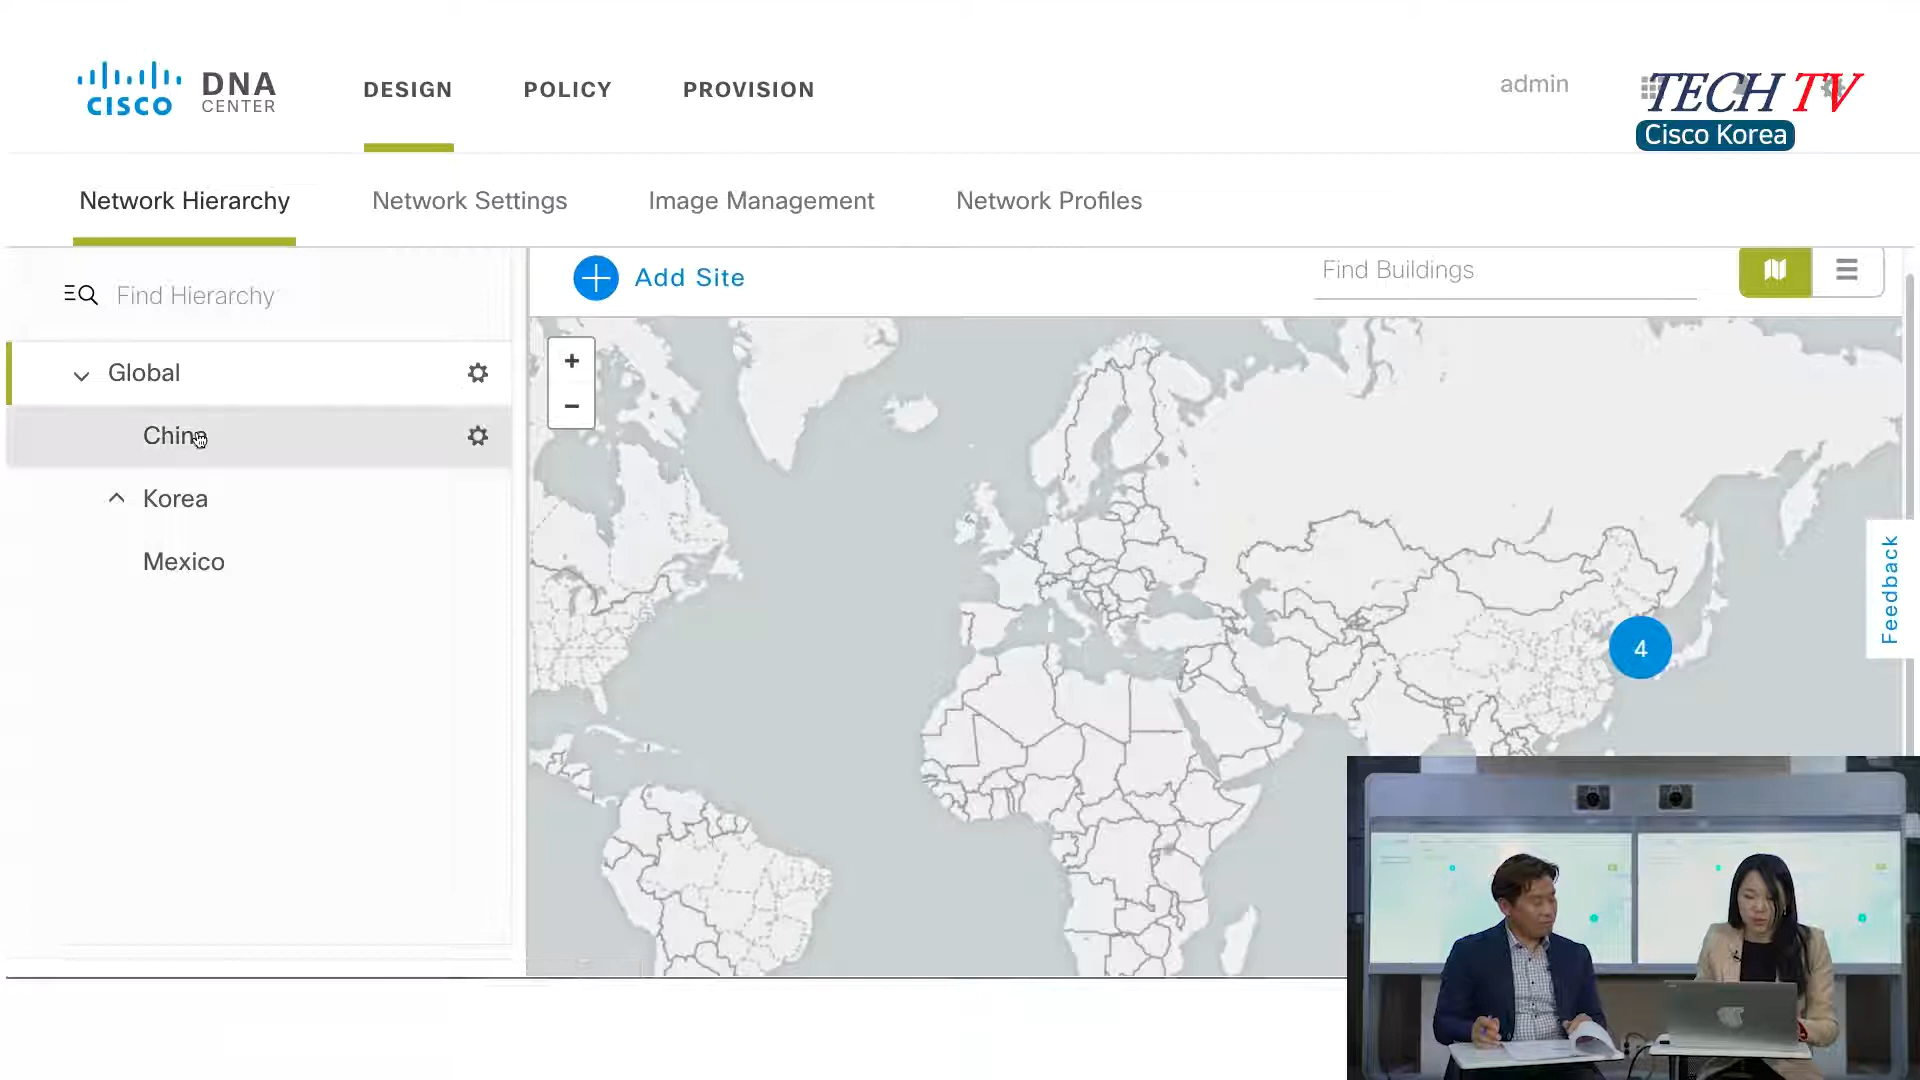 CISCO
DNA
CENTER
DESIGN
POLICY
PROVISION
admin
TECH TV
Cisco Korea
Network Hierarchy
Network Settings
Image Management
Network Profiles
Find Hierarchy
Add Site
Find Buildings
Global
China
Korea
Mexico
4
Feedback